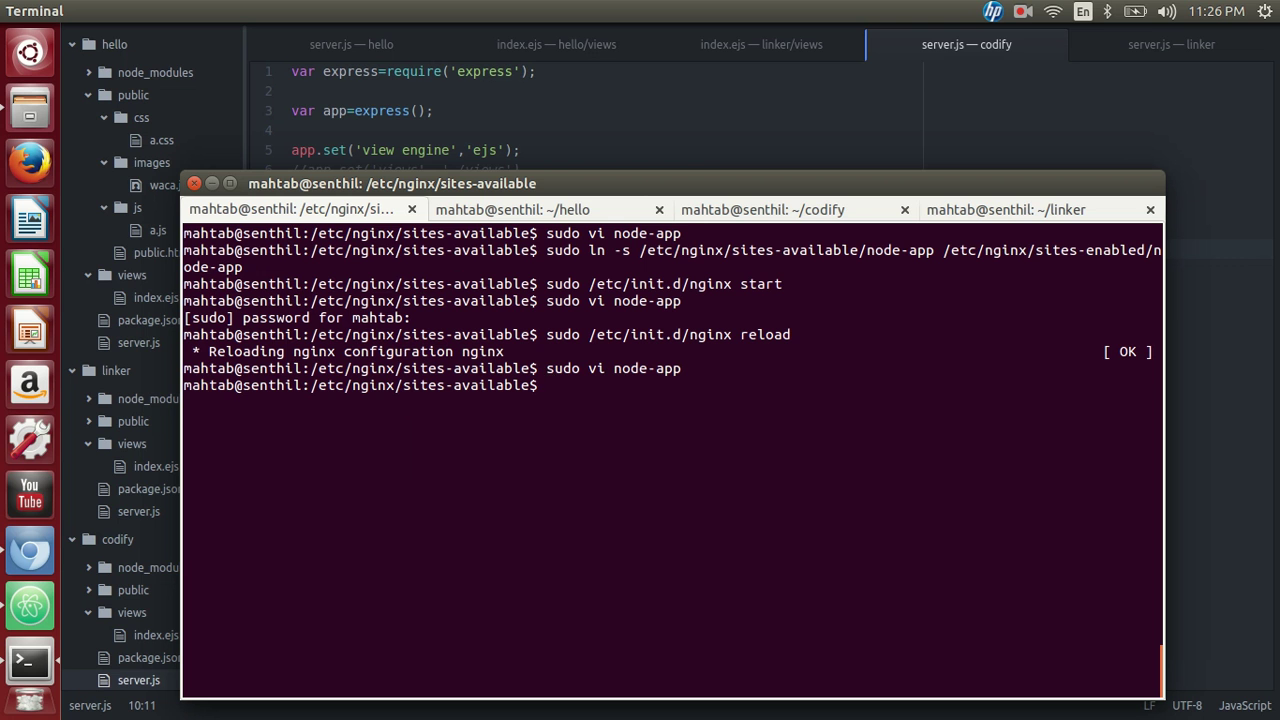 Terminal
hp
En
11:26 PM
hello
node_modules
public
css
a.css
images
waca.
js
a.js
public.ht
views
index.ejs
package.json
server.js
linker
node_modu
public
views
index.ejs
package.json
server.js
codify
node_modu
public
views
index.ejs
package.json
server.js
server.js — hello
index.ejs — hello/views
index.ejs — linker/views
server.js — codify
server.js — linker
1 var express=require('express');
2
3 var app=express();
4
5 app.set('view engine','ejs');
mahtab@senthil: /etc/nginx/sites-available
mahtab@senthil: /etc/nginx/si...
mahtab@senthil: ~/hello
mahtab@senthil: ~/codify
mahtab@senthil: ~/linker
mahtab@senthil:/etc/nginx/sites-available$ sudo vi node-app
mahtab@senthil:/etc/nginx/sites-available$ sudo ln -s /etc/nginx/sites-available/node-app /etc/nginx/sites-enabled/n
ode-app
mahtab@senthil:/etc/nginx/sites-available$ sudo /etc/init.d/nginx start
mahtab@senthil:/etc/nginx/sites-available$ sudo vi node-app
[sudo] password for mahtab:
mahtab@senthil:/etc/nginx/sites-available$ sudo /etc/init.d/nginx reload
* Reloading nginx configuration nginx [ OK ]
mahtab@senthil:/etc/nginx/sites-available$ sudo vi node-app
mahtab@senthil:/etc/nginx/sites-available$
You
Tube
server.js 10:11
LF UTF-8 JavaScript